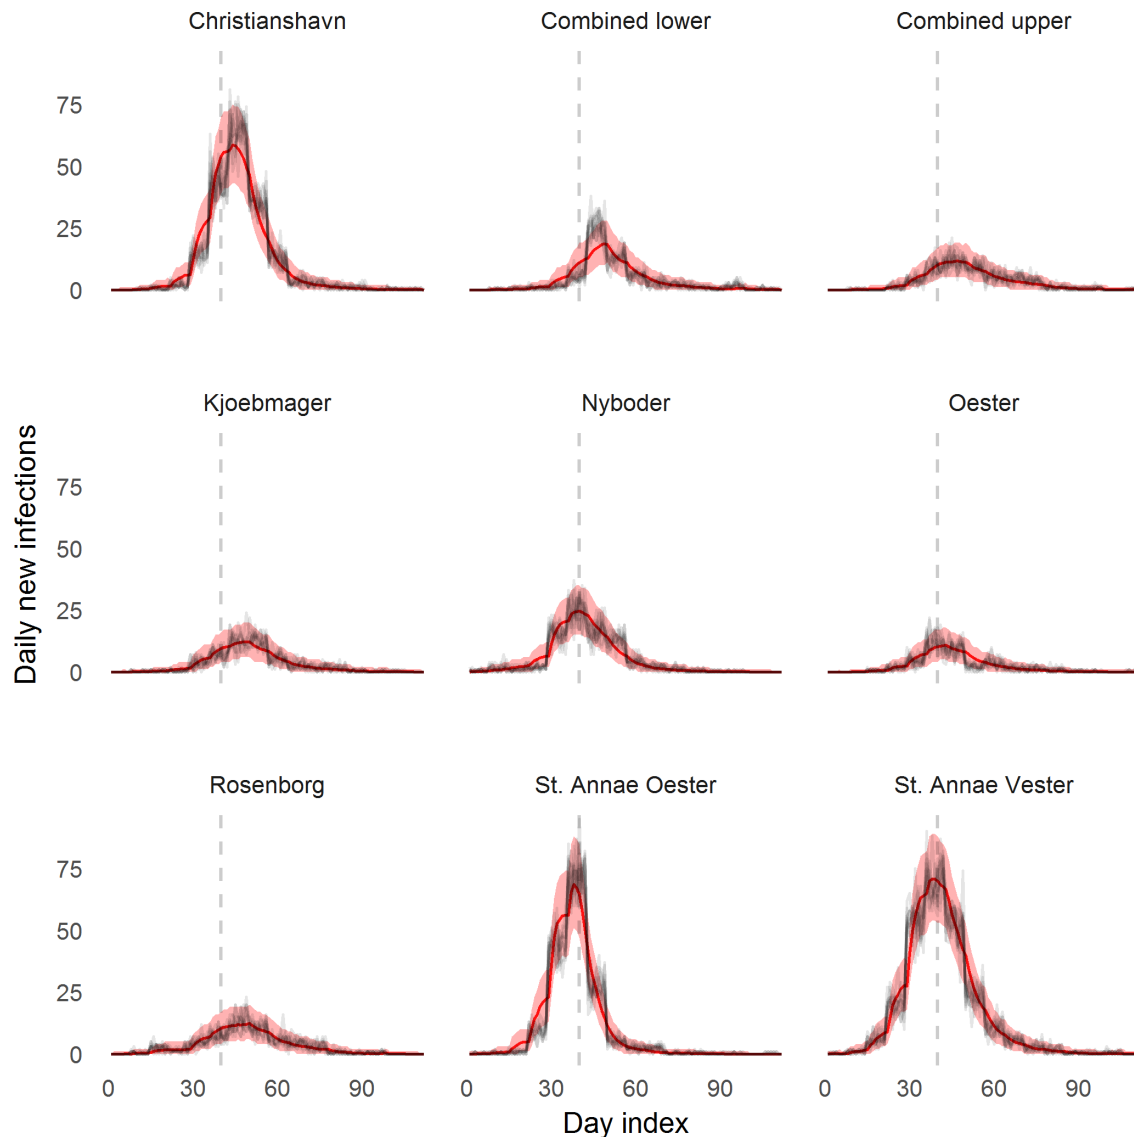 Christianshavn Combined lower Combined upper
75
50
25
0
Kjoebmager Nyboder Oester
75
50
25
0
Daily new infections
Rosenborg St. Annae Oester St. Annae Vester
75
50
25
0
0 30 60 90 0 30 60 90 0 30 60 90
Day index